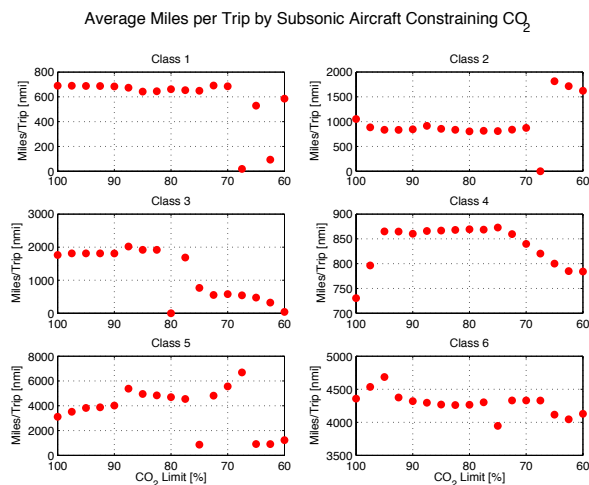 Average Miles per Trip by Subsonic Aircraft Constraining CO2
Class 1
800
600
400
200
0
Miles/Trip [nmi]
100 90 80 70 60
Class 2
2000
1500
1000
500
0
Miles/Trip [nmi]
100 90 80 70 60
Class 3
3000
2000
1000
0
Miles/Trip [nmi]
100 90 80 70 60
Class 4
900
850
800
750
700
Miles/Trip [nmi]
100 90 80 70 60
Class 5
8000
6000
4000
2000
0
Miles/Trip [nmi]
100 90 80 70 60
CO2 Limit [%]
Class 6
5000
4500
4000
3500
Miles/Trip [nmi]
100 90 80 70 60
CO2 Limit [%]